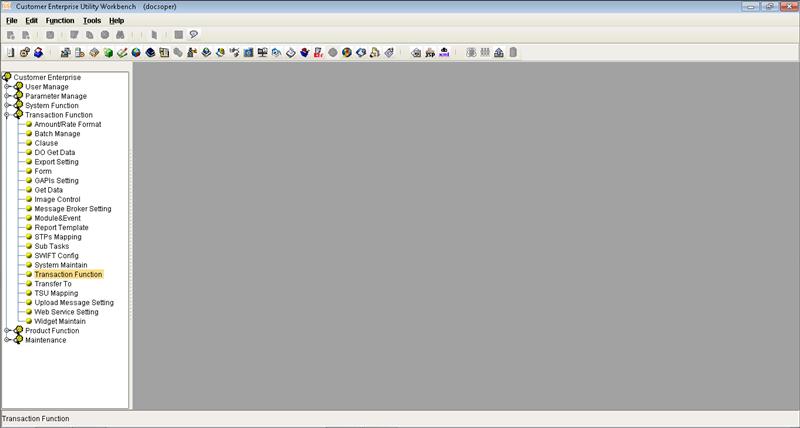 Customer Enterprise Utility Workbench (docsoper)
File Edit Function Tools Help
Customer Enterprise
User Manage
Parameter Manage
System Function
Transaction Function
Amount/Rate Format
Batch Manage
Clause
DO Get Data
Export Setting
Form
GAPIs Setting
Get Data
Image Control
Message Broker Setting
Module&Event
Report Template
STPs Mapping
Sub Tasks
SWIFT Config
System Maintain
Transaction Function
Transfer To
TSU Mapping
Upload Message Setting
Web Service Setting
Widget Maintain
Product Function
Maintenance
Transaction Function